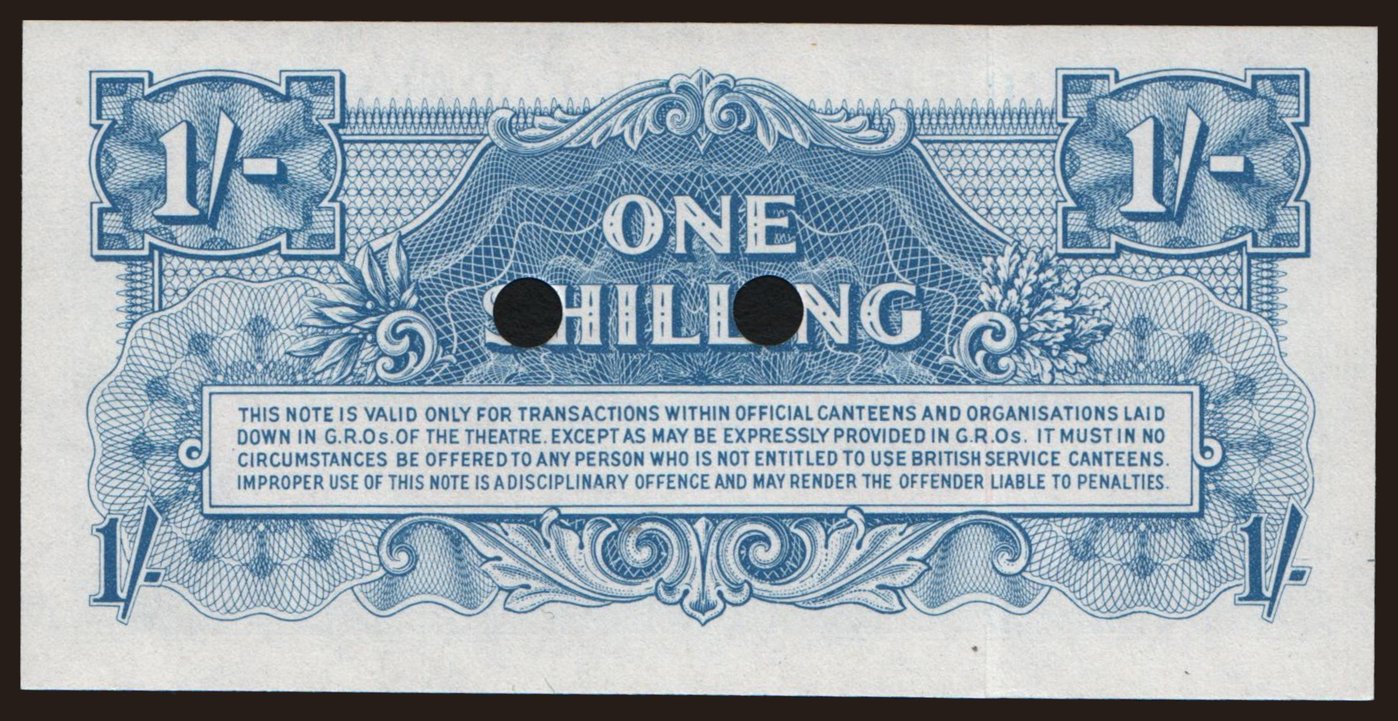 1/- 1/-
ONE
SHILLING
THIS NOTE IS VALID ONLY FOR TRANSACTIONS WITHIN OFFICIAL CANTEENS AND ORGANISATIONS LAID
DOWN IN G.R.Os. OF THE THEATRE. EXCEPT AS MAY BE EXPRESSLY PROVIDED IN G.R.Os. IT MUST IN NO
CIRCUMSTANCES BE OFFERED TO ANY PERSON WHO IS NOT ENTITLED TO USE BRITISH SERVICE CANTEENS.
IMPROPER USE OF THIS NOTE IS A DISCIPLINARY OFFENCE AND MAY RENDER THE OFFENDER LIABLE TO PENALTIES.
1/- 1/-